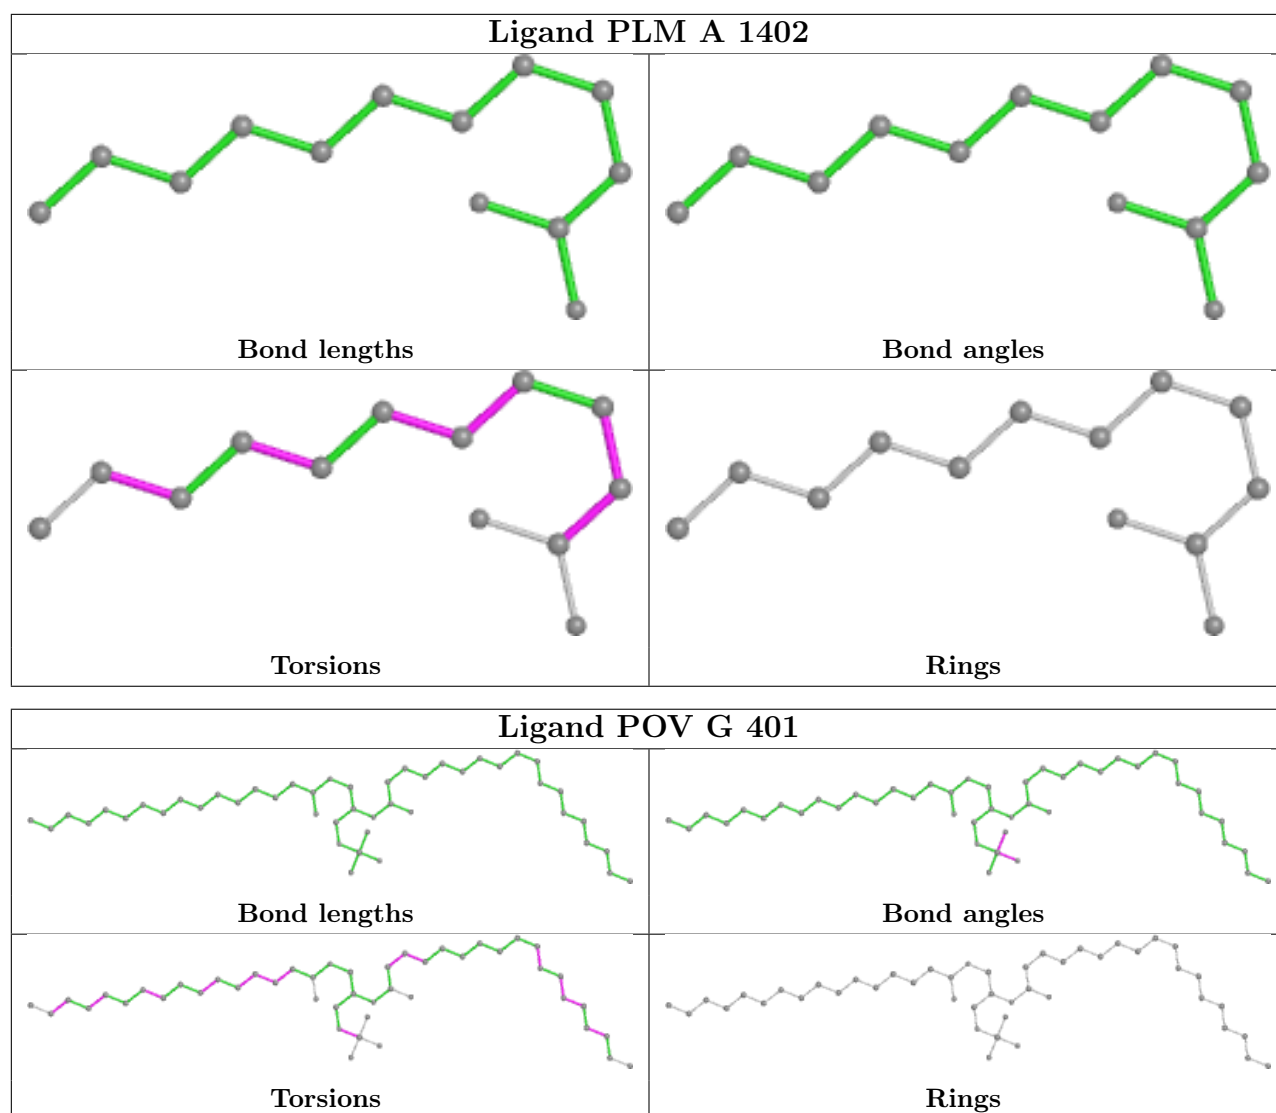 Ligand PLM A 1402
Bond lengths
Bond angles
Torsions
Rings
Ligand POV G 401
Bond lengths
Bond angles
Torsions
Rings